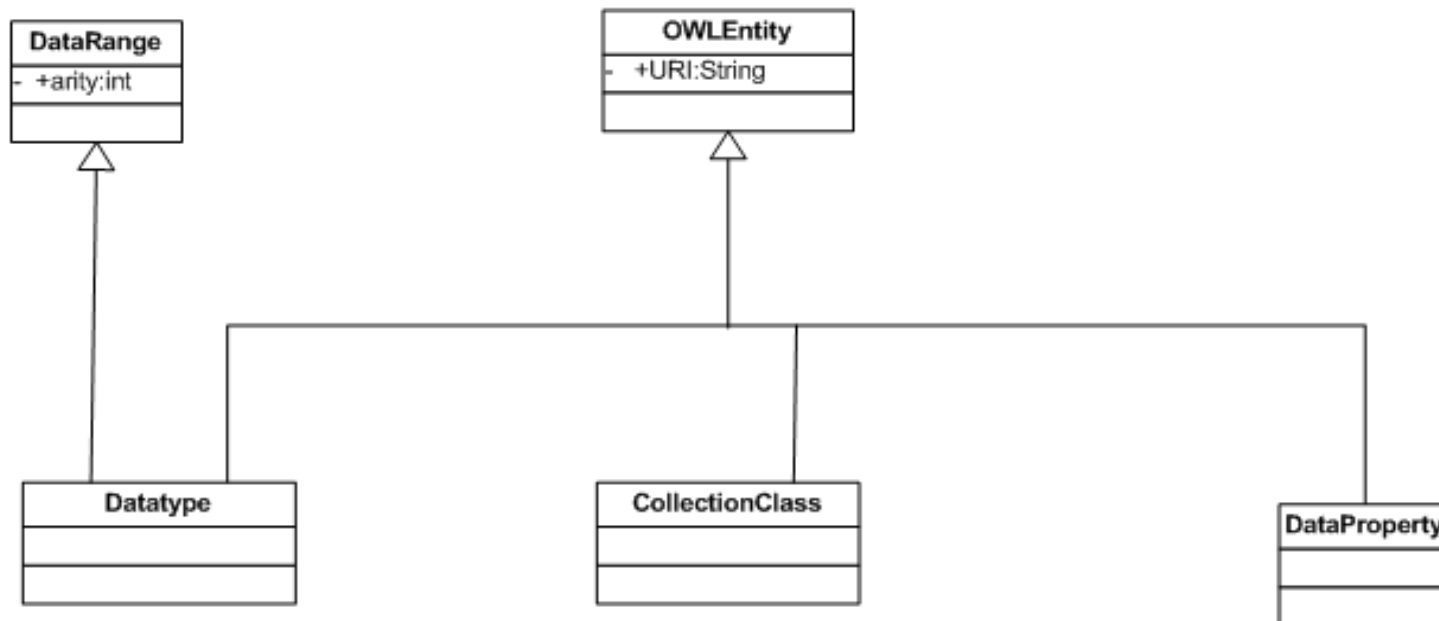 DataRange
- +arity:int
OWLEntity
- +URI:String
Datatype
CollectionClass
DataProperty